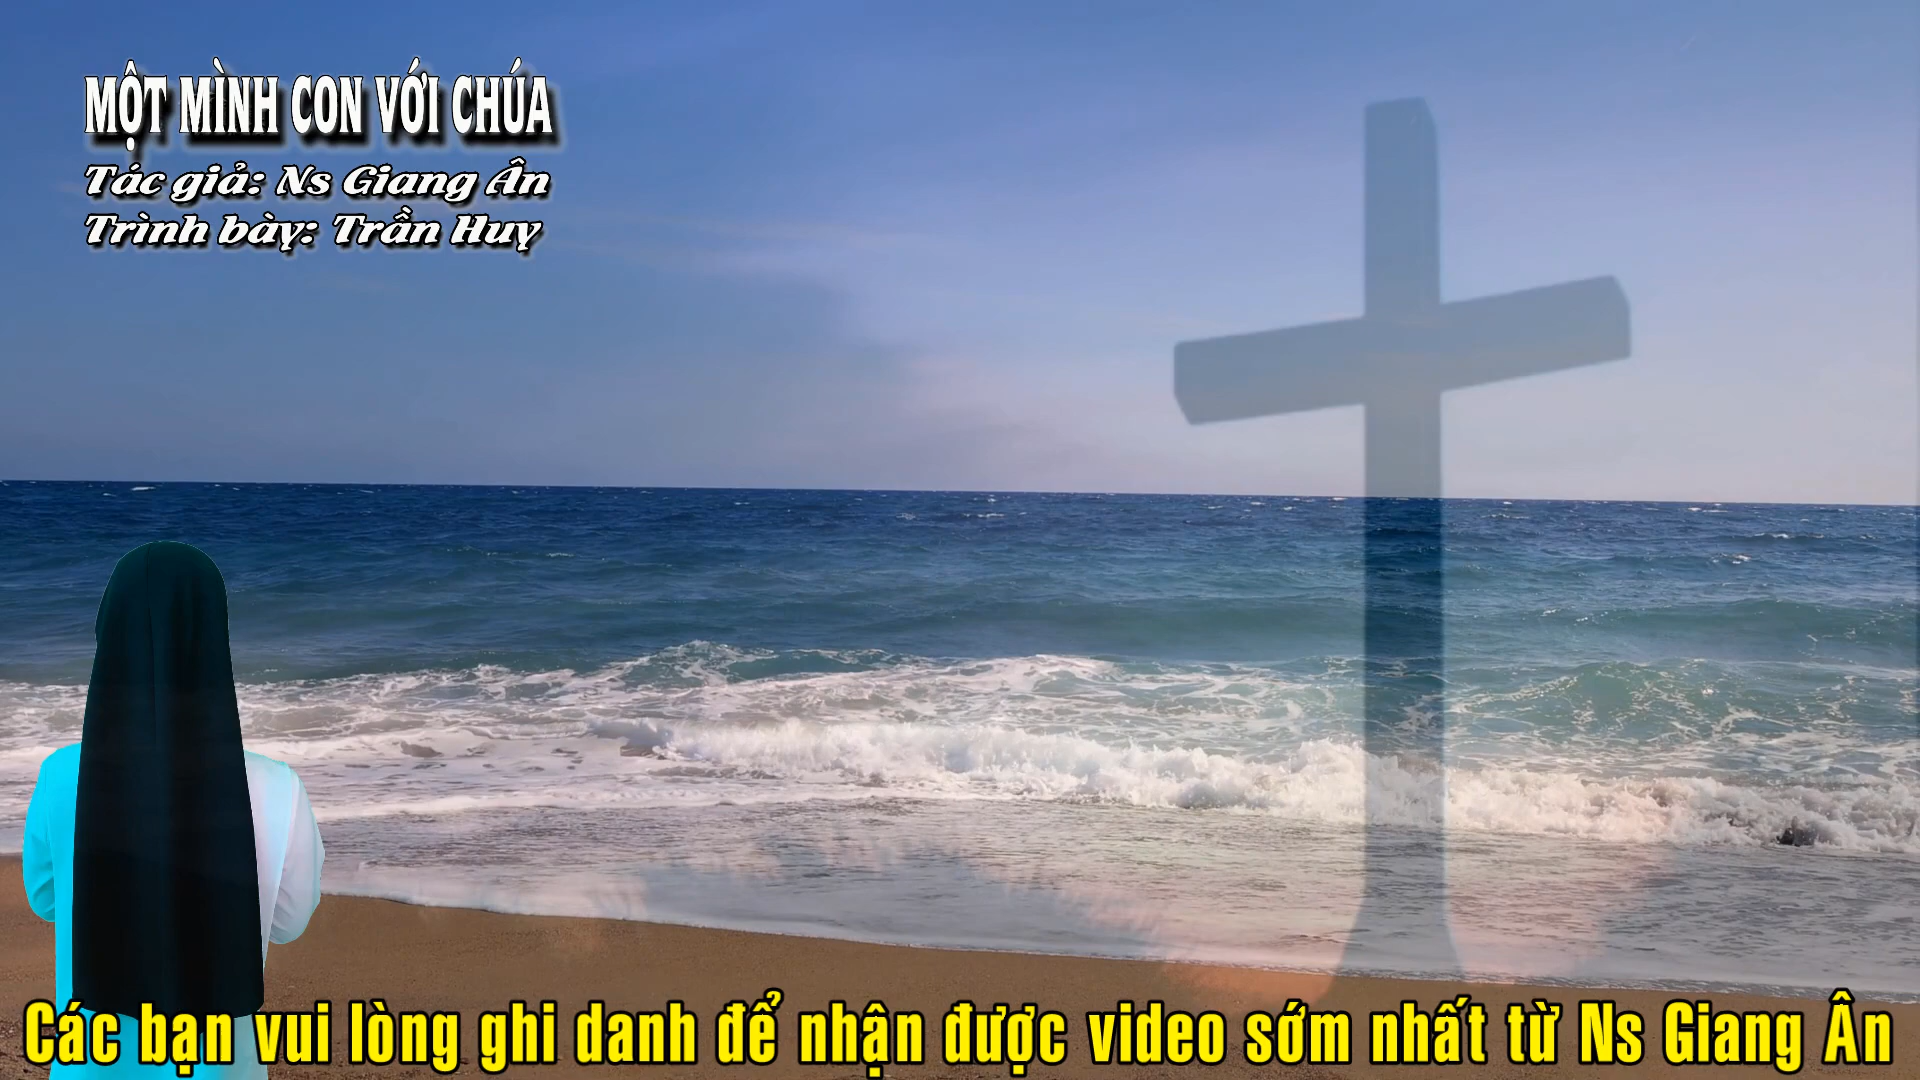 MỘT MÌNH CON VỚI CHÚA
Tác giả: Ns Giang Ân
Trình bày: Trần Huy
Các bạn vui lòng ghi danh để nhận được video sớm nhất từ Ns Giang Ân